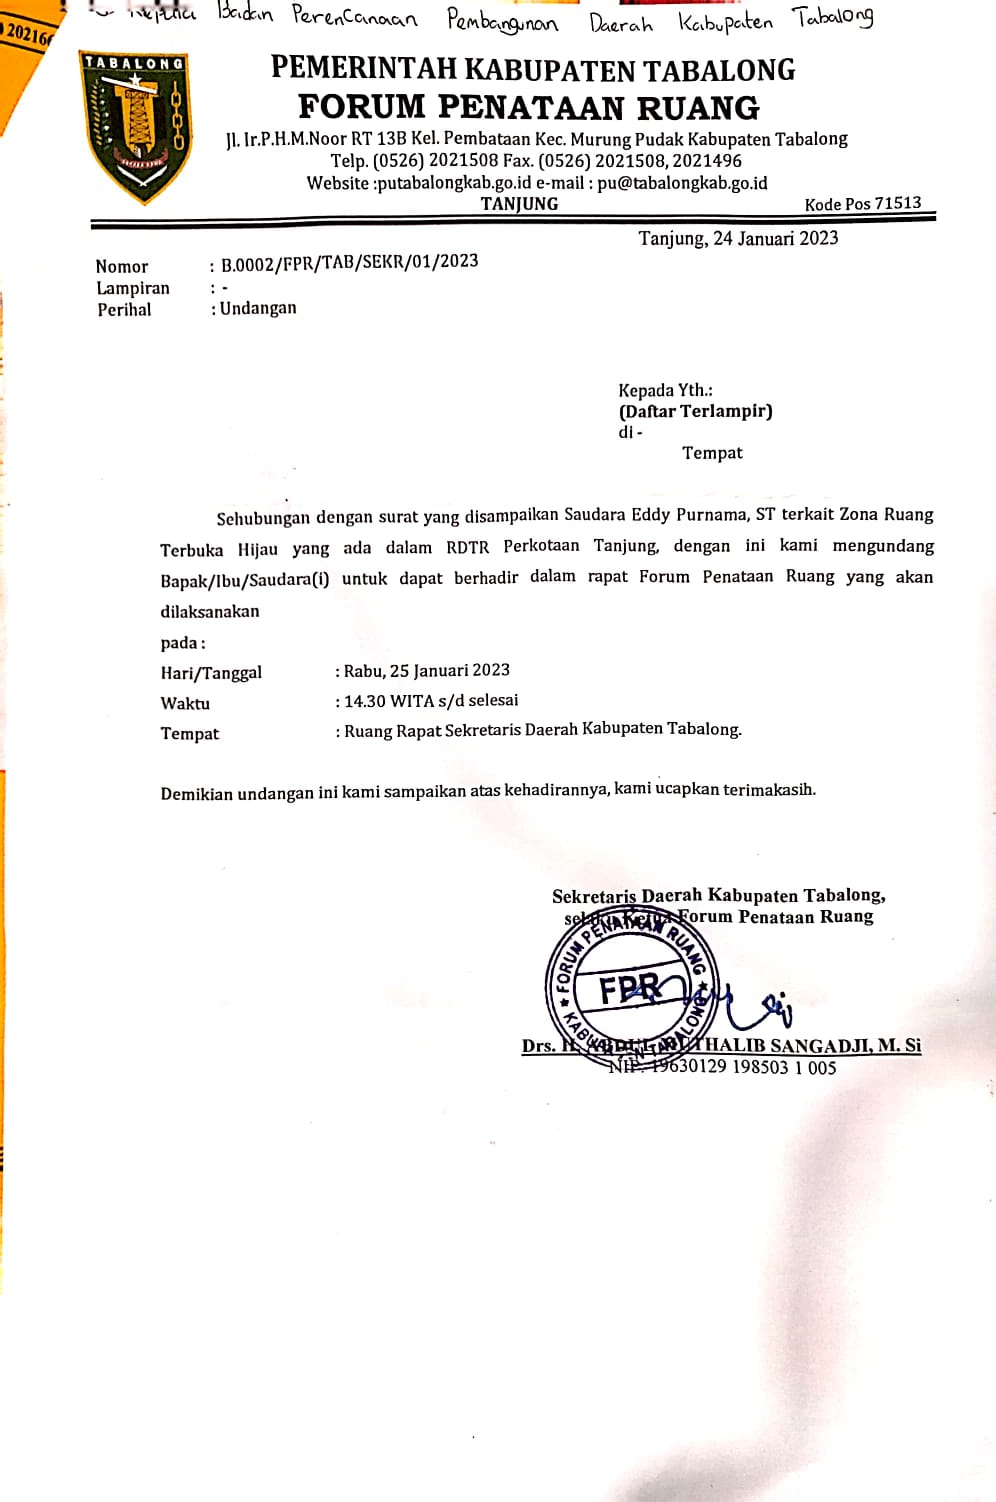 Kepala Badan Perencanaan Pembangunan Daerah Kabupaten Tabalong
TABALONG
PEMERINTAH KABUPATEN TABALONG
FORUM PENATAAN RUANG
Jl. Ir.P.H.M.Noor RT 13B Kel. Pembataan Kec. Murung Pudak Kabupaten Tabalong
Telp. (0526) 2021508 Fax. (0526) 2021508, 2021496
Website :putabalongkab.go.id e-mail : pu@tabalongkab.go.id
TANJUNG
Kode Pos 71513
Tanjung, 24 Januari 2023
Nomor : B.0002/FPR/TAB/SEKR/01/2023
Lampiran : -
Perihal : Undangan
Kepada Yth.:
(Daftar Terlampir)
di -
Tempat
Sehubungan dengan surat yang disampaikan Saudara Eddy Purnama, ST terkait Zona Ruang
Terbuka Hijau yang ada dalam RDTR Perkotaan Tanjung, dengan ini kami mengundang
Bapak/Ibu/Saudara(i) untuk dapat berhadir dalam rapat Forum Penataan Ruang yang akan
dilaksanakan
pada :
Hari/Tanggal : Rabu, 25 Januari 2023
Waktu : 14.30 WITA s/d selesai
Tempat : Ruang Rapat Sekretaris Daerah Kabupaten Tabalong.
Demikian undangan ini kami sampaikan atas kehadirannya, kami ucapkan terimakasih.
Sekretaris Daerah Kabupaten Tabalong,
selaku Ketua Forum Penataan Ruang
FORUM PENATAAN RUANG
FPR
KABUPATEN TABALONG
Drs. H. THALIB SANGADJI, M. Si
NIP. 19630129 198503 1 005